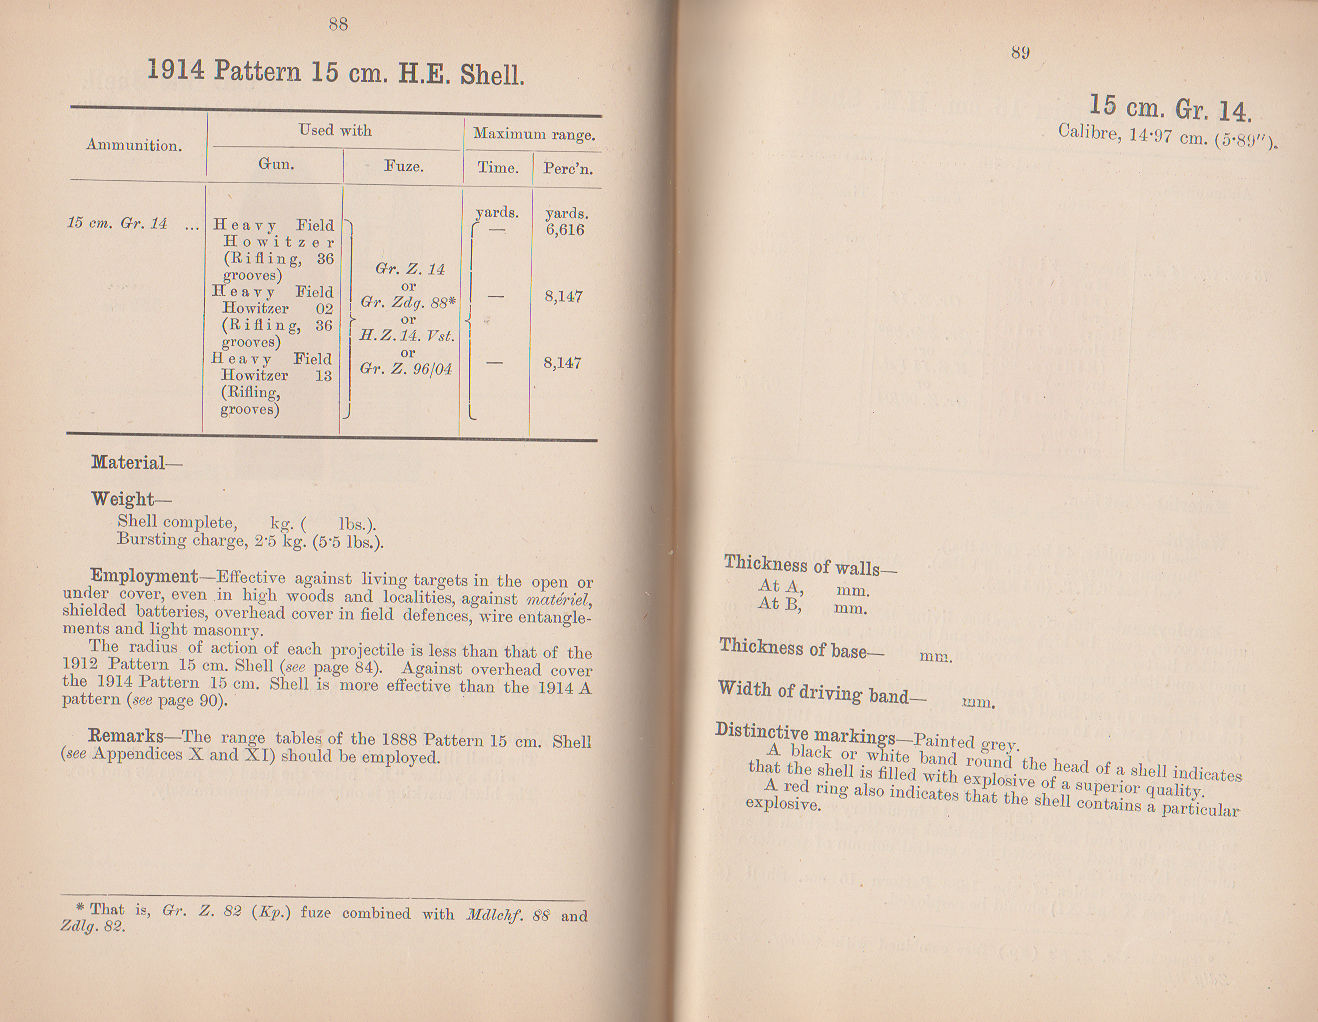 88
1914 Pattern 15 cm. H.E. Shell.
Ammunition.
Used with
Maximum range.
Gun.
Fuze.
Time.
Perc'n.
yards.
yards.
15 cm. Gr. 14 ...
Heavy Field
Howitzer
(Rifling, 36
grooves)
—
6,616
Heavy Field
Howitzer 02
(Rifling, 36
grooves)
—
8,147
Heavy Field
Howitzer 13
(Rifling,
grooves)
—
8,147
Gr. Z. 14
or
Gr. Zdg. 88*
or
H.Z.14. Vst.
or
Gr. Z. 96/04
Material—
Weight—
Shell complete, kg. ( lbs.).
Bursting charge, 2·5 kg. (5·5 lbs.).
Employment—Effective against living targets in the open or
under cover, even in high woods and localities, against matériel,
shielded batteries, overhead cover in field defences, wire entangle-
ments and light masonry.
The radius of action of each projectile is less than that of the
1912 Pattern 15 cm. Shell (see page 84). Against overhead cover
the 1914 Pattern 15 cm. Shell is more effective than the 1914 A
pattern (see page 90).
Remarks—The range tables of the 1888 Pattern 15 cm. Shell
(see Appendices X and XI) should be employed.
* That is, Gr. Z. 82 (Kp.) fuze combined with Mdlchf. 88 and
Zdlg. 82.
89
15 cm. Gr. 14.
Calibre, 14·97 cm. (5·89").
Thickness of walls—
At A, mm.
At B, mm.
Thickness of base— mm.
Width of driving band— mm.
Distinctive markings—Painted grey.
A black or white band round the head of a shell indicates
that the shell is filled with explosive of a superior quality.
A red ring also indicates that the shell contains a particular
explosive.